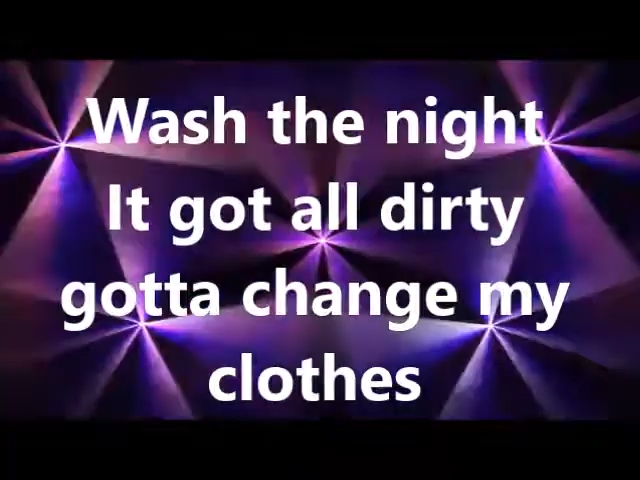 Wash the night
It got all dirty
gotta change my
clothes